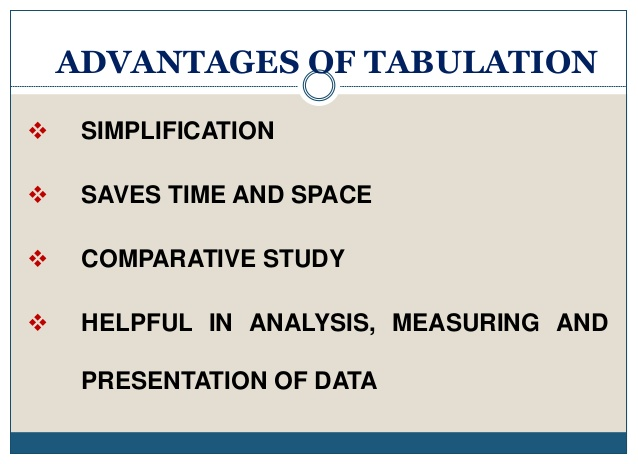 ADVANTAGES OF TABULATION
SIMPLIFICATION
SAVES TIME AND SPACE
COMPARATIVE STUDY
HELPFUL IN ANALYSIS, MEASURING AND
PRESENTATION OF DATA